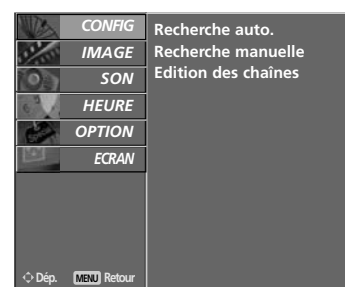 CONFIG
IMAGE
SON
HEURE
OPTION
ECRAN
Dép. MENU Retour
Recherche auto.
Recherche manuelle
Edition des chaînes